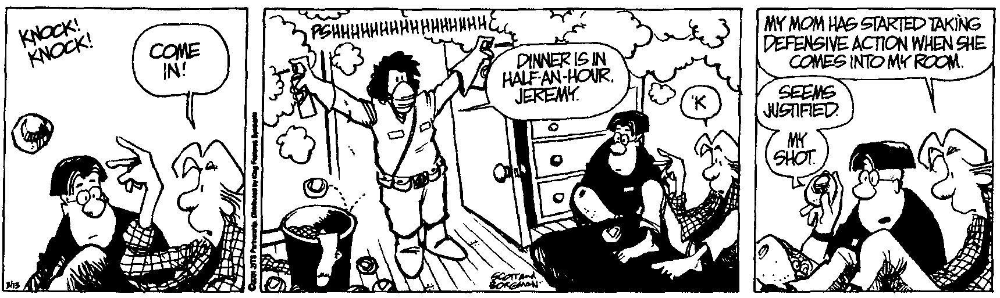 KNOCK!
KNOCK!
COME
IN!
3/13
©2001 ZITS Partnership. Distributed by King Features Syndicate
PSHHHHHHHHHHHHHHHHH
DINNER IS IN
HALF-AN-HOUR,
JEREMY.
'K
SCOTT AND
BORGMAN
MY MOM HAS STARTED TAKING
DEFENSIVE ACTION WHEN SHE
COMES INTO MY ROOM.
SEEMS
JUSTIFIED.
MY
SHOT.